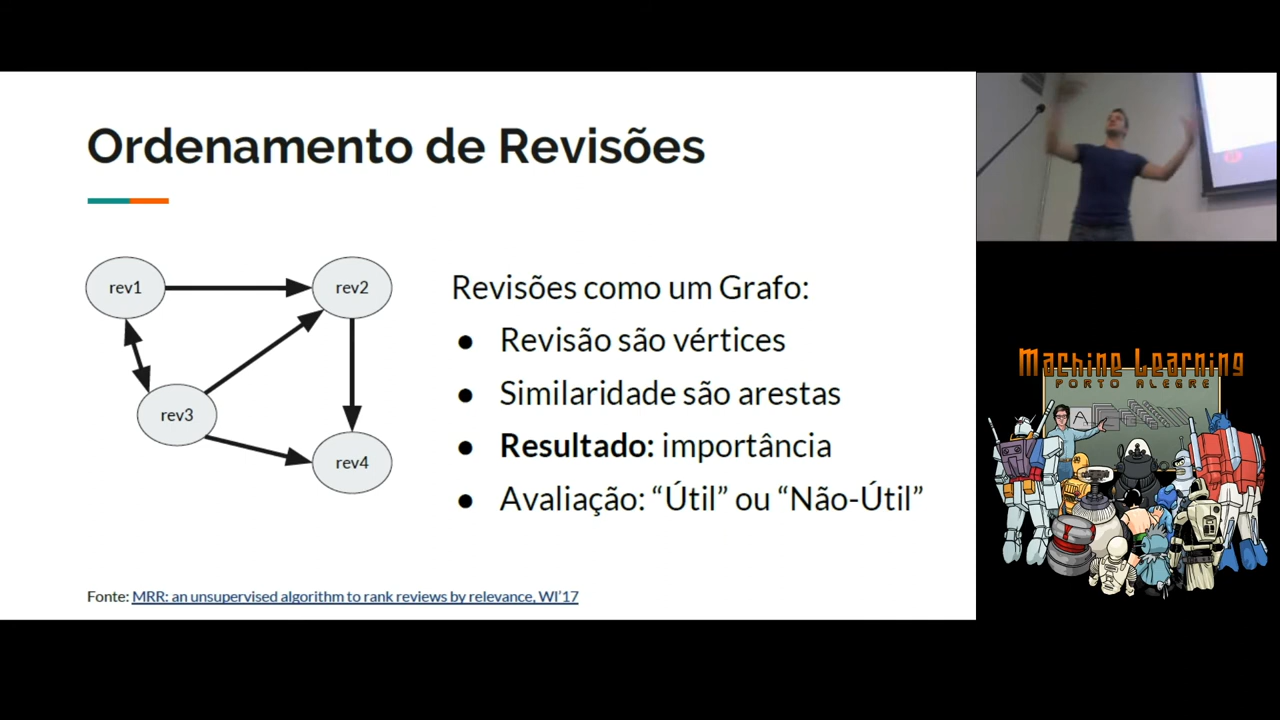 Ordenamento de Revisões
rev1
rev2
rev3
rev4
Revisões como um Grafo:
● Revisão são vértices
● Similaridade são arestas
● Resultado: importância
● Avaliação: “Útil” ou “Não-Útil”
Fonte: MRR: an unsupervised algorithm to rank reviews by relevance, WI’17
Machine Learning
PORTO ALEGRE
A